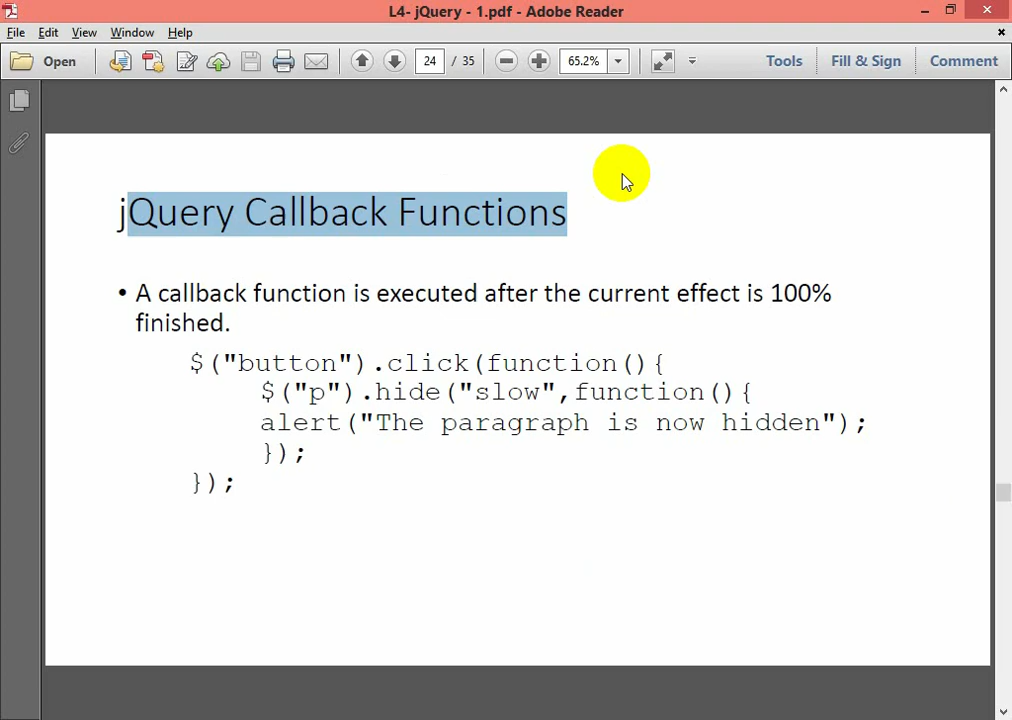 L4- jQuery - 1.pdf - Adobe Reader
File Edit View Window Help
Open 24 / 35 65.2% Tools Fill & Sign Comment
jQuery Callback Functions
• A callback function is executed after the current effect is 100%
finished.
$("button").click(function(){
$("p").hide("slow",function(){
alert("The paragraph is now hidden");
});
});